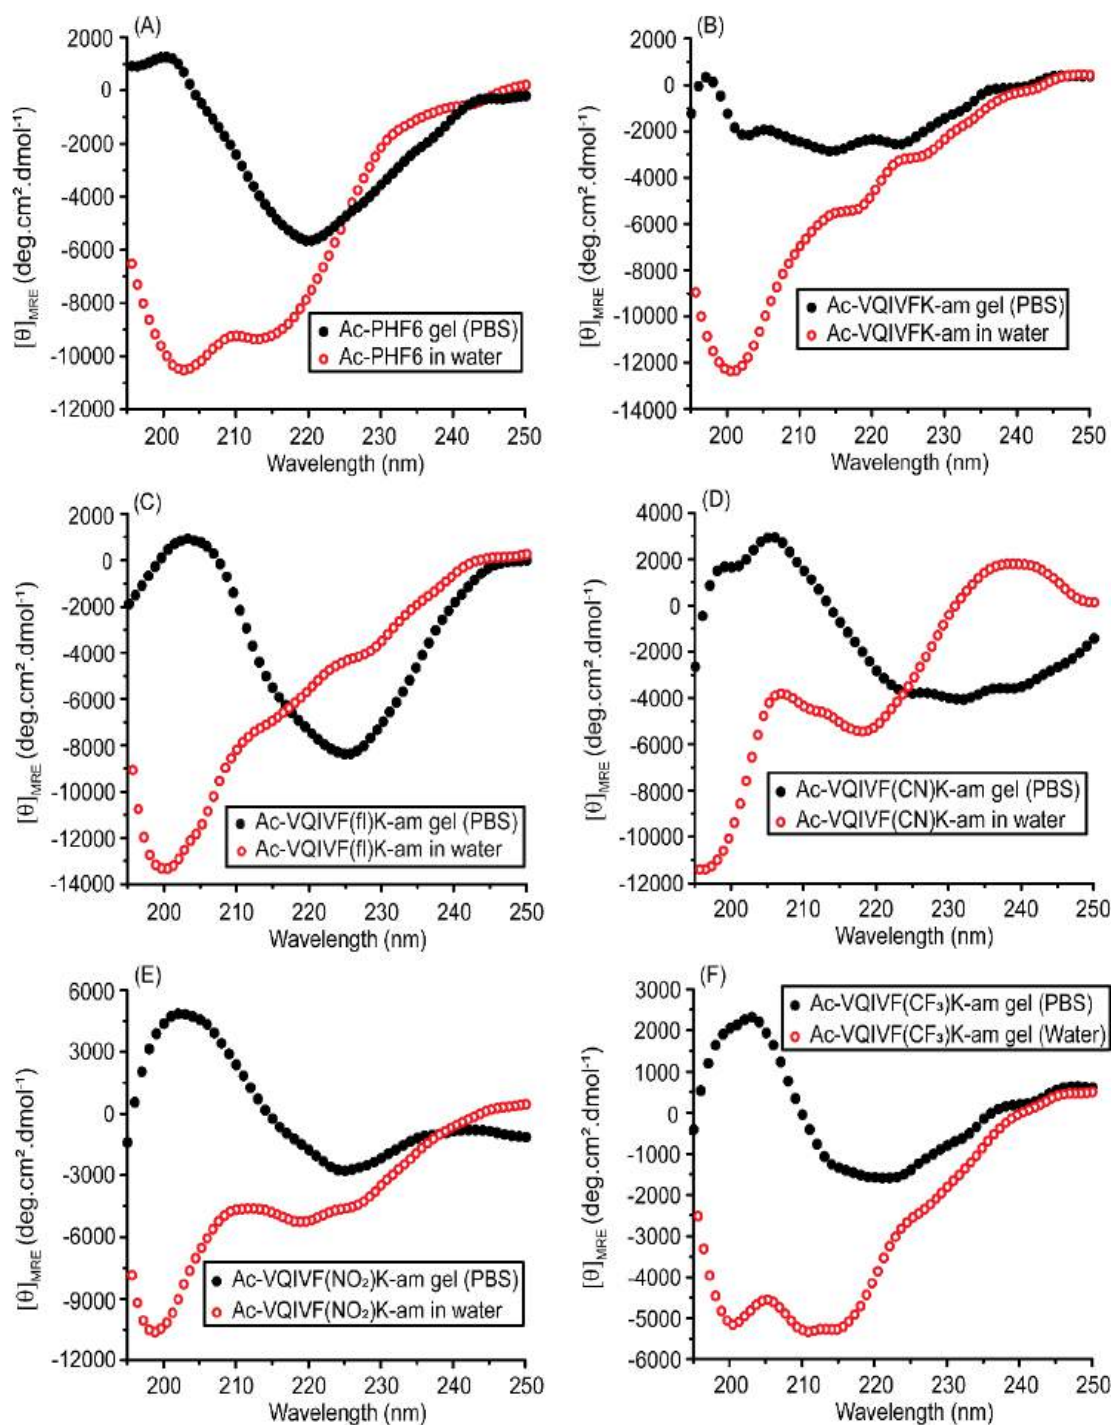 (A)
2000
0
-2000
-4000
-6000
-8000
-10000
-12000
[θ]MRE (deg.cm².dmol⁻¹)
Ac-PHF6 gel (PBS)
Ac-PHF6 in water
200 210 220 230 240 250
Wavelength (nm)
(B)
2000
0
-2000
-4000
-6000
-8000
-10000
-12000
-14000
[θ]MRE (deg.cm².dmol⁻¹)
Ac-VQIVFK-am gel (PBS)
Ac-VQIVFK-am in water
200 210 220 230 240 250
Wavelength (nm)
(C)
2000
0
-2000
-4000
-6000
-8000
-10000
-12000
-14000
[θ]MRE (deg.cm².dmol⁻¹)
Ac-VQIVF(fl)K-am gel (PBS)
Ac-VQIVF(fl)K-am in water
200 210 220 230 240 250
Wavelength (nm)
(D)
4000
2000
0
-2000
-4000
-6000
-8000
-10000
-12000
[θ]MRE (deg.cm².dmol⁻¹)
Ac-VQIVF(CN)K-am gel (PBS)
Ac-VQIVF(CN)K-am in water
200 210 220 230 240 250
Wavelength (nm)
(E)
6000
3000
0
-3000
-6000
-9000
-12000
[θ]MRE (deg.cm².dmol⁻¹)
Ac-VQIVF(NO₂)K-am gel (PBS)
Ac-VQIVF(NO₂)K-am in water
200 210 220 230 240 250
Wavelength (nm)
(F)
3000
2000
1000
0
-1000
-2000
-3000
-4000
-5000
-6000
[θ]MRE (deg.cm².dmol⁻¹)
Ac-VQIVF(CF₃)K-am gel (PBS)
Ac-VQIVF(CF₃)K-am gel (Water)
200 210 220 230 240 250
Wavelength (nm)